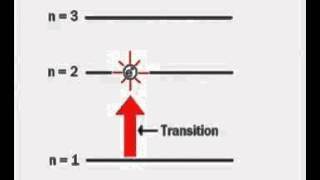 n = 3
n = 2
Transition
n = 1